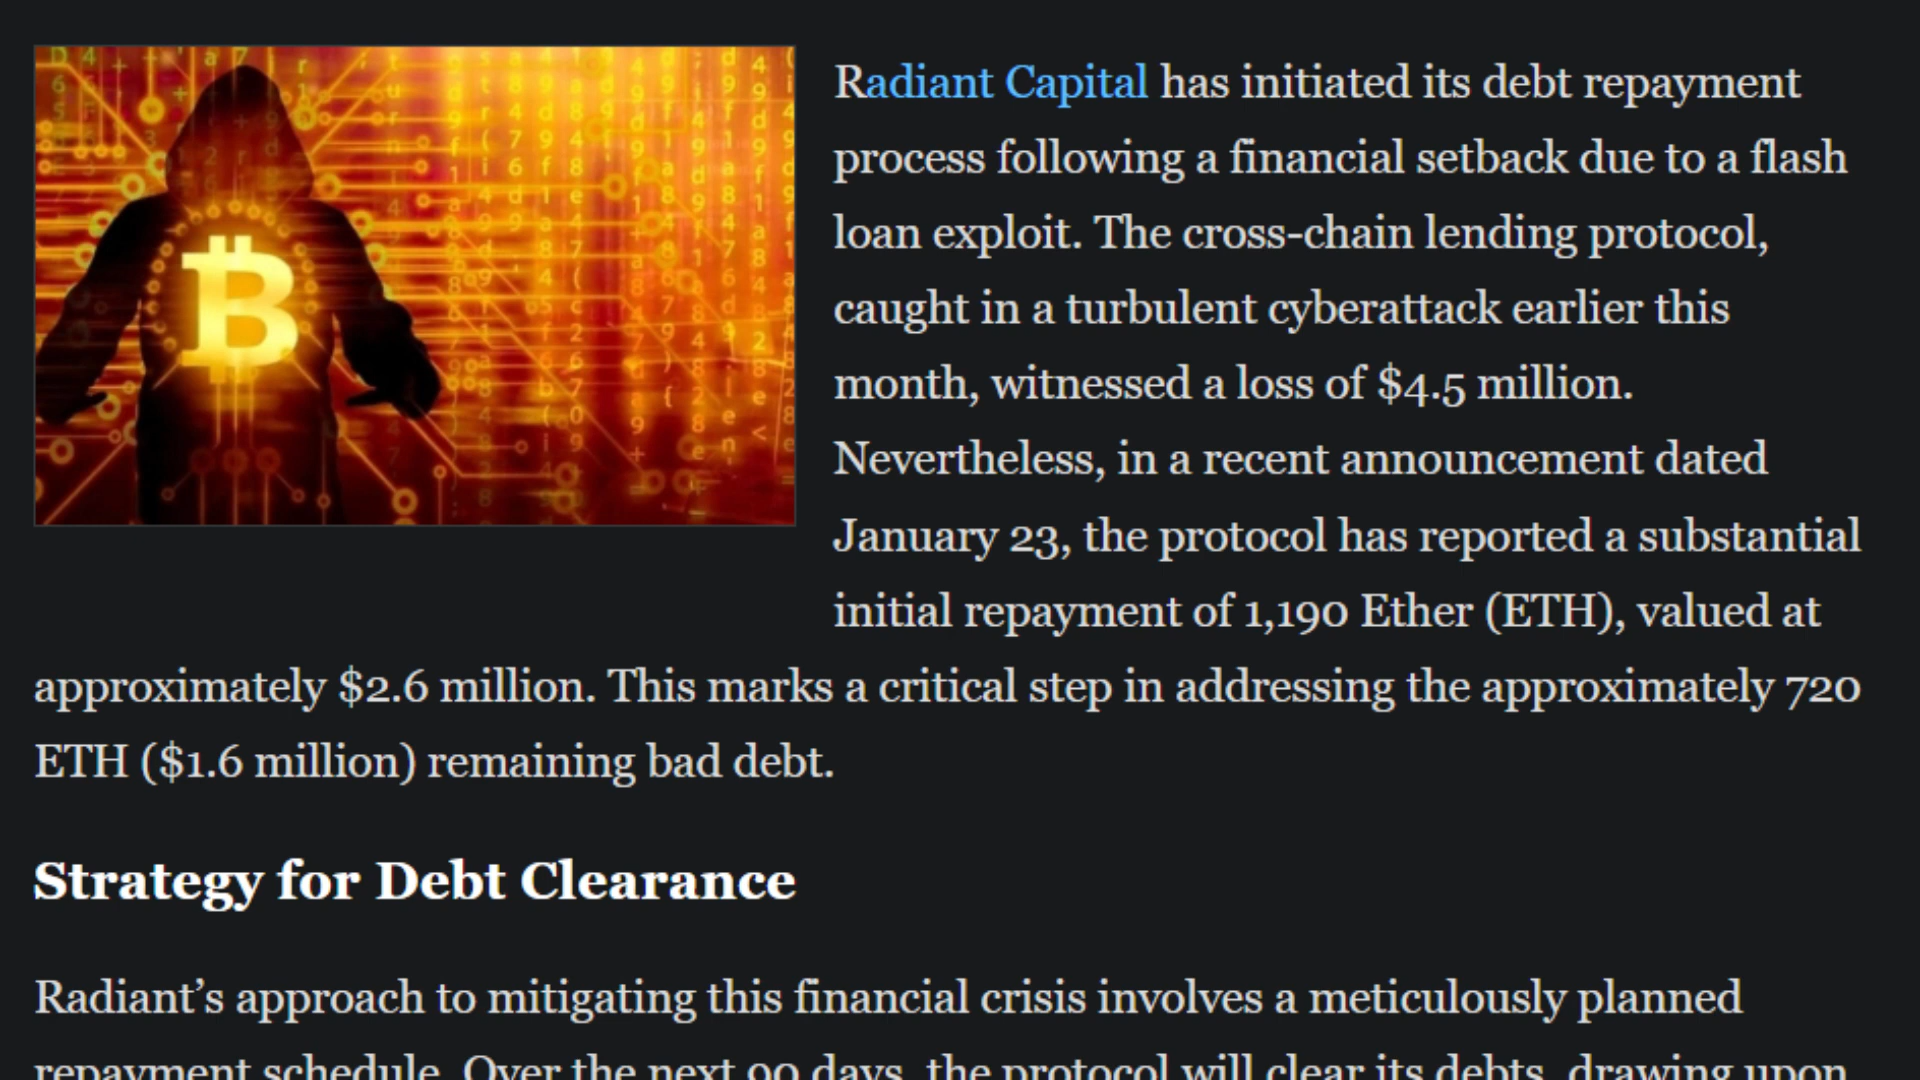 Radiant Capital has initiated its debt repayment
process following a financial setback due to a flash
loan exploit. The cross-chain lending protocol,
caught in a turbulent cyberattack earlier this
month, witnessed a loss of $4.5 million.
Nevertheless, in a recent announcement dated
January 23, the protocol has reported a substantial
initial repayment of 1,190 Ether (ETH), valued at
approximately $2.6 million. This marks a critical step in addressing the approximately 720
ETH ($1.6 million) remaining bad debt.
Strategy for Debt Clearance
Radiant’s approach to mitigating this financial crisis involves a meticulously planned
repayment schedule. Over the next 90 days, the protocol will clear its debts, drawing upon